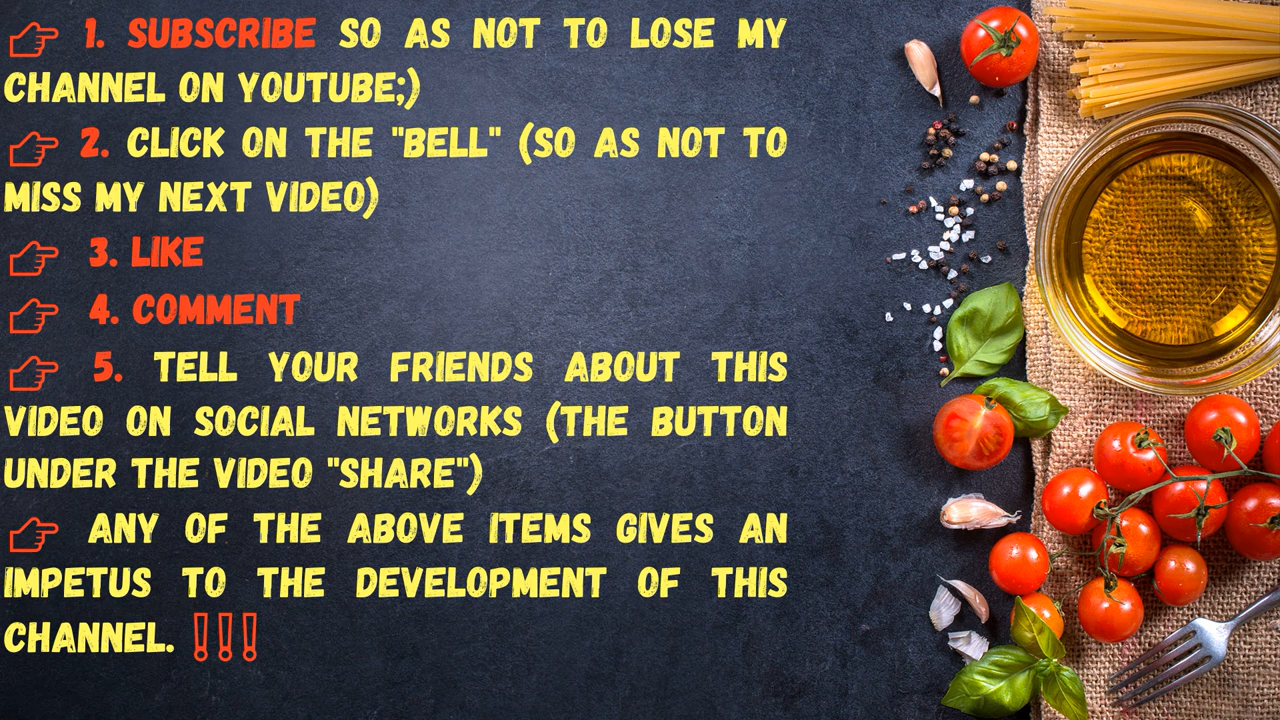 👉 1. SUBSCRIBE SO AS NOT TO LOSE MY
CHANNEL ON YOUTUBE;)
👉 2. CLICK ON THE "BELL" (SO AS NOT TO
MISS MY NEXT VIDEO)
👉 3. LIKE
👉 4. COMMENT
👉 5. TELL YOUR FRIENDS ABOUT THIS
VIDEO ON SOCIAL NETWORKS (THE BUTTON
UNDER THE VIDEO "SHARE")
👉 ANY OF THE ABOVE ITEMS GIVES AN
IMPETUS TO THE DEVELOPMENT OF THIS
CHANNEL. ❗❗❗